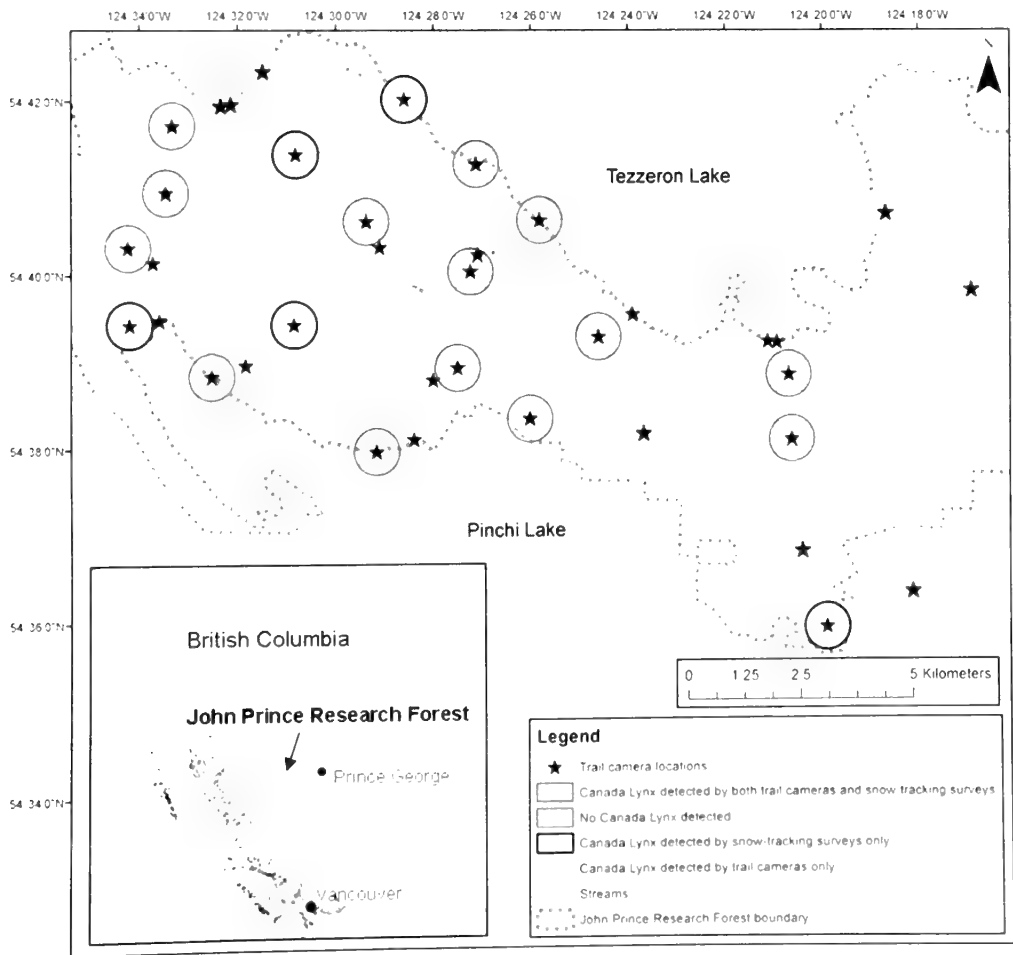 124 34'0"W 124 32'0"W 124 30'0"W 124 28'0"W 124 26'0"W 124 24'0"W 124 22'0"W 124 20'0"W 124 18'0"W
54 42'0"N
Tezzeron Lake
54 40'0"N
54 38'0"N
Pinchi Lake
54 36'0"N
British Columbia
0 1 25 2 5 5 Kilometers
John Prince Research Forest
Legend
Trail camera locations
Prince George
Canada Lynx detected by both trail cameras and snow tracking surveys
54 34'0"N
No Canada Lynx detected
Canada Lynx detected by snow-tracking surveys only
Canada Lynx detected by trail cameras only
Vancouver
Streams
John Prince Research Forest boundary